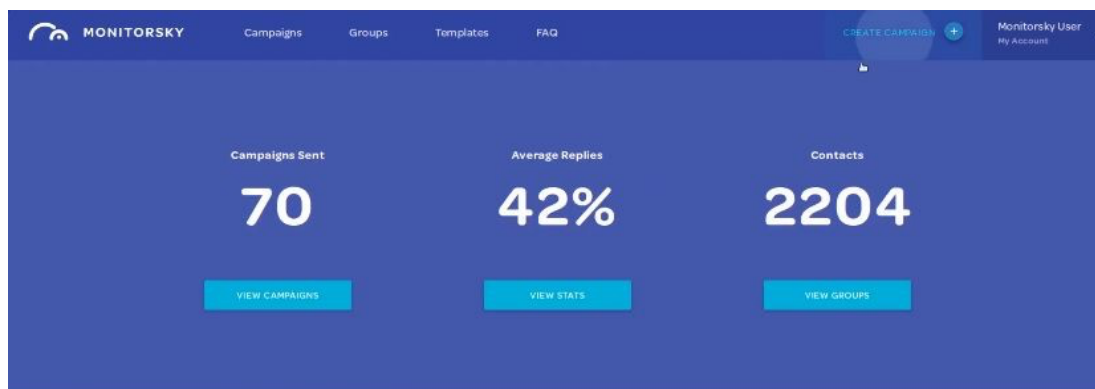 MONITORSKY
Campaigns
Groups
Templates
FAQ
CREATE CAMPAIGN +
Monitorsky User
My Account
Campaigns Sent
70
VIEW CAMPAIGNS
Average Replies
42%
VIEW STATS
Contacts
2204
VIEW GROUPS